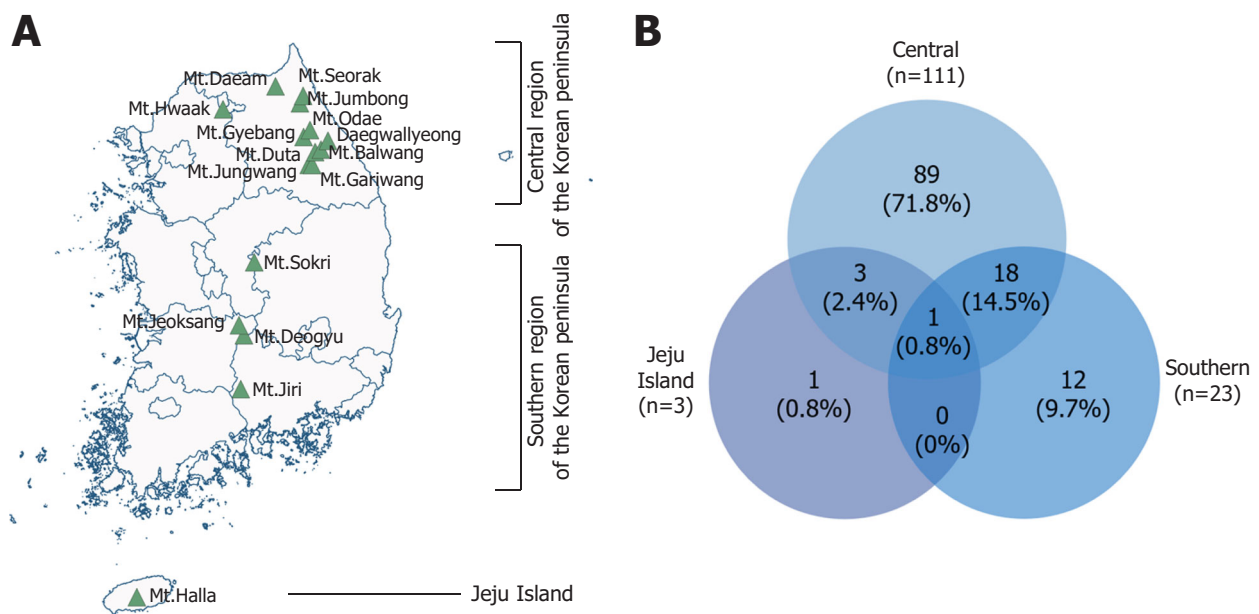 A
Mt.Daeam
Mt.Seorak
Mt.Jumbong
Mt.Hwaak
Mt.Odae
Mt.Gyebang
Daegwallyeong
Mt.Duta
Mt.Balwang
Mt.Jungwang
Mt.Gariwang
Mt.Sokri
Mt.Jeoksang
Mt.Deogyu
Mt.Jiri
Mt.Halla
Central region
of the Korean peninsula
Southern region
of the Korean peninsula
Jeju Island
B
Central
(n=111)
89
(71.8%)
3
(2.4%)
18
(14.5%)
1
(0.8%)
Jeju
Island
(n=3)
1
(0.8%)
12
(9.7%)
Southern
(n=23)
0
(0%)